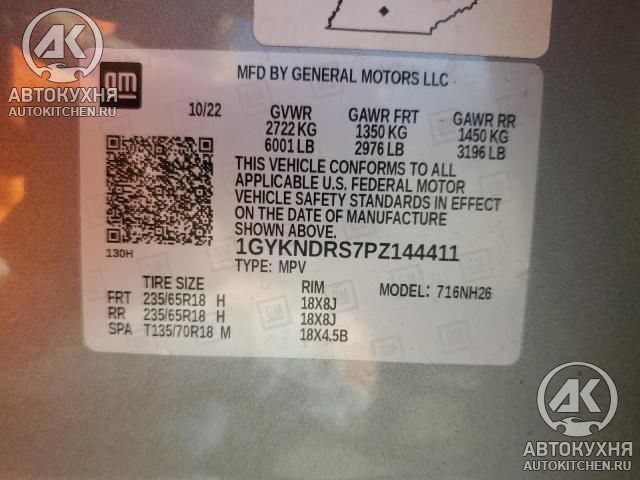 AK
АВТОКУХНЯ
AUTOKITCHEN.RU
GM
MFD BY GENERAL MOTORS LLC
10/22
GVWR GAWR FRT GAWR RR
2722 KG 1350 KG 1450 KG
6001 LB 2976 LB 3196 LB
THIS VEHICLE CONFORMS TO ALL
APPLICABLE U.S. FEDERAL MOTOR
VEHICLE SAFETY STANDARDS IN EFFECT
ON THE DATE OF MANUFACTURE
SHOWN ABOVE.
130H
1GYKNDRS7PZ144411
TYPE: MPV
TIRE SIZE RIM MODEL: 716NH26
FRT 235/65R18 H 18X8J
RR 235/65R18 H 18X8J
SPA T135/70R18 M 18X4.5B
AK
АВТОКУХНЯ
AUTOKITCHEN.RU